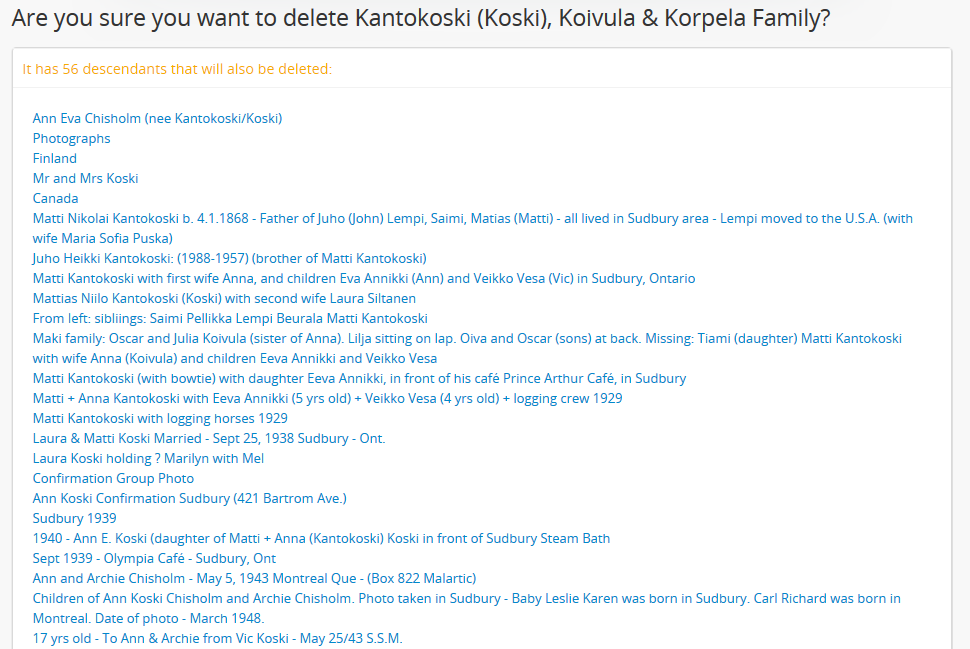 Are you sure you want to delete Kantokoski (Koski), Koivula & Korpela Family?
It has 56 descendants that will also be deleted:
Ann Eva Chisholm (nee Kantokoski/Koski)
Photographs
Finland
Mr and Mrs Koski
Canada
Matti Nikolai Kantokoski b. 4.1.1868 - Father of Juho (John) Lempi, Saimi, Matias (Matti) - all lived in Sudbury area - Lempi moved to the U.S.A. (with
wife Maria Sofia Puska)
Juho Heikki Kantokoski: (1988-1957) (brother of Matti Kantokoski)
Matti Kantokoski with first wife Anna, and children Eva Annikki (Ann) and Veikko Vesa (Vic) in Sudbury, Ontario
Mattias Niilo Kantokoski (Koski) with second wife Laura Siltanen
From left: sibliings: Saimi Pellikka Lempi Beurala Matti Kantokoski
Maki family: Oscar and Julia Koivula (sister of Anna). Lilja sitting on lap. Oiva and Oscar (sons) at back. Missing: Tiami (daughter) Matti Kantokoski
with wife Anna (Koivula) and children Eeva Annikki and Veikko Vesa
Matti Kantokoski (with bowtie) with daughter Eeva Annikki, in front of his café Prince Arthur Café, in Sudbury
Matti + Anna Kantokoski with Eeva Annikki (5 yrs old) + Veikko Vesa (4 yrs old) + logging crew 1929
Matti Kantokoski with logging horses 1929
Laura & Matti Koski Married - Sept 25, 1938 Sudbury - Ont.
Laura Koski holding ? Marilyn with Mel
Confirmation Group Photo
Ann Koski Confirmation Sudbury (421 Bartrom Ave.)
Sudbury 1939
1940 - Ann E. Koski (daughter of Matti + Anna (Kantokoski) Koski in front of Sudbury Steam Bath
Sept 1939 - Olympia Café - Sudbury, Ont
Ann and Archie Chisholm - May 5, 1943 Montreal Que - (Box 822 Malartic)
Children of Ann Koski Chisholm and Archie Chisholm. Photo taken in Sudbury - Baby Leslie Karen was born in Sudbury. Carl Richard was born in
Montreal. Date of photo - March 1948.
17 yrs old - To Ann & Archie from Vic Koski - May 25/43 S.S.M.